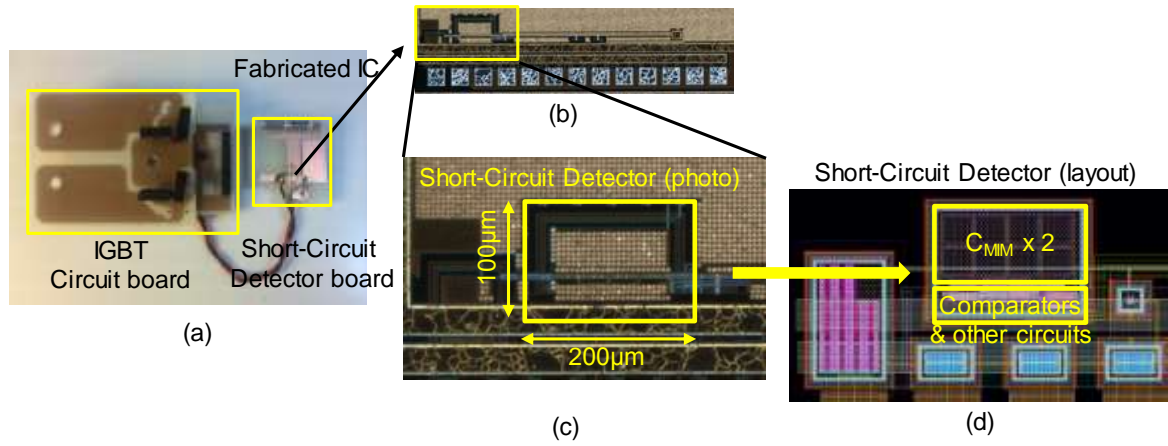 Fabricated IC
IGBT
Circuit board
Short-Circuit
Detector board
(a)
(b)
Short-Circuit Detector (photo)
100μm
200μm
(c)
Short-Circuit Detector (layout)
CMIM x 2
Comparators
& other circuits
(d)